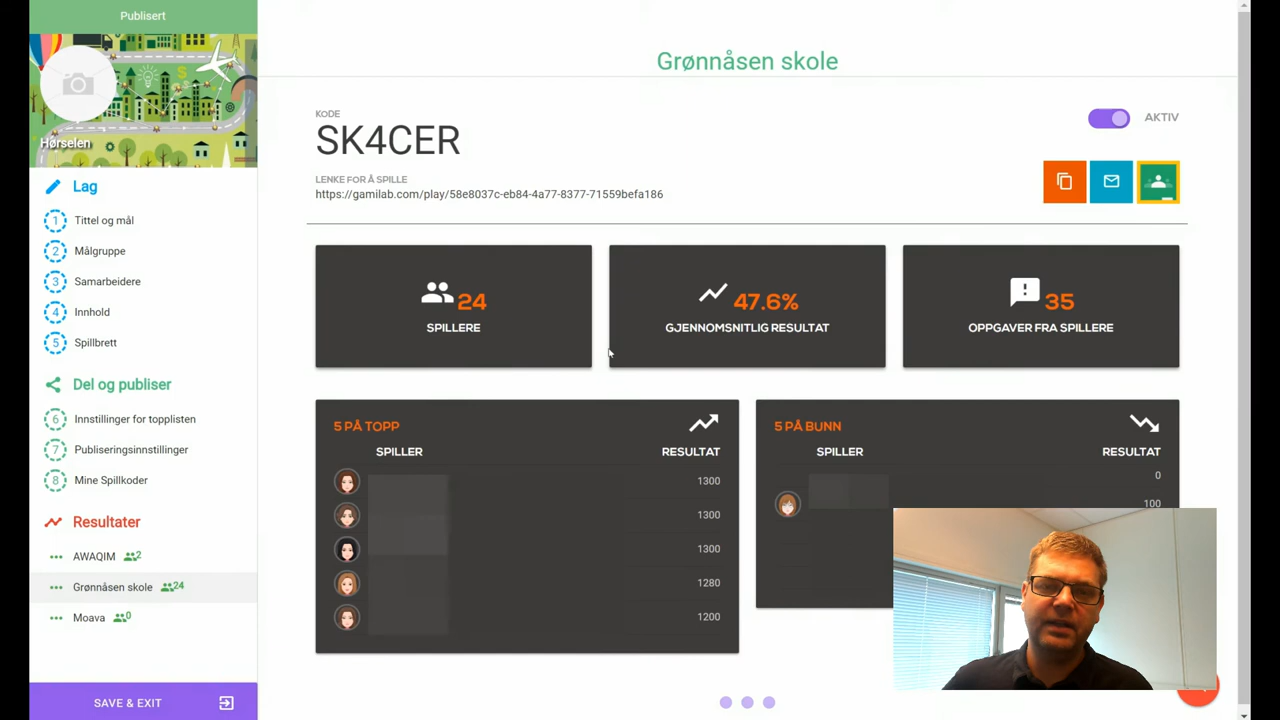 Publisert
Hørselen
Lag
1 Tittel og mål
2 Målgruppe
3 Samarbeidere
4 Innhold
5 Spillbrett
Del og publiser
6 Innstillinger for topplisten
7 Publiseringsinnstillinger
8 Mine Spillkoder
Resultater
AWAQIM 2
Grønnåsen skole 24
Moava 0
SAVE & EXIT
Grønnåsen skole
KODE
SK4CER
AKTIV
LENKE FOR Å SPILLE
https://gamilab.com/play/58e8037c-eb84-4a77-8377-71559befa186
24
SPILLERE
47.6%
GJENNOMSNITLIG RESULTAT
35
OPPGAVER FRA SPILLERE
5 PÅ TOPP
SPILLER RESULTAT
1300
1300
1300
1280
1200
5 PÅ BUNN
SPILLER RESULTAT
0
100